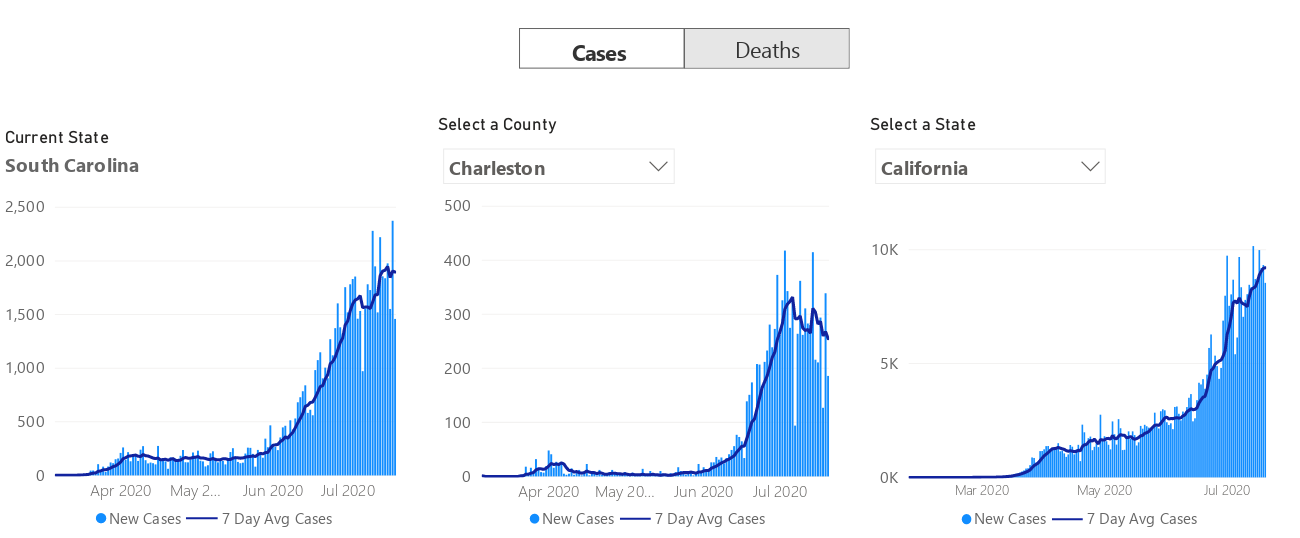 Cases
Deaths
Current State
South Carolina
2,500
2,000
1,500
1,000
500
0
Apr 2020
May 2...
Jun 2020
Jul 2020
New Cases
7 Day Avg Cases
Select a County
Charleston
500
400
300
200
100
0
Apr 2020
May 20...
Jun 2020
Jul 2020
New Cases
7 Day Avg Cases
Select a State
California
10K
5K
0K
Mar 2020
May 2020
Jul 2020
New Cases
7 Day Avg Cases